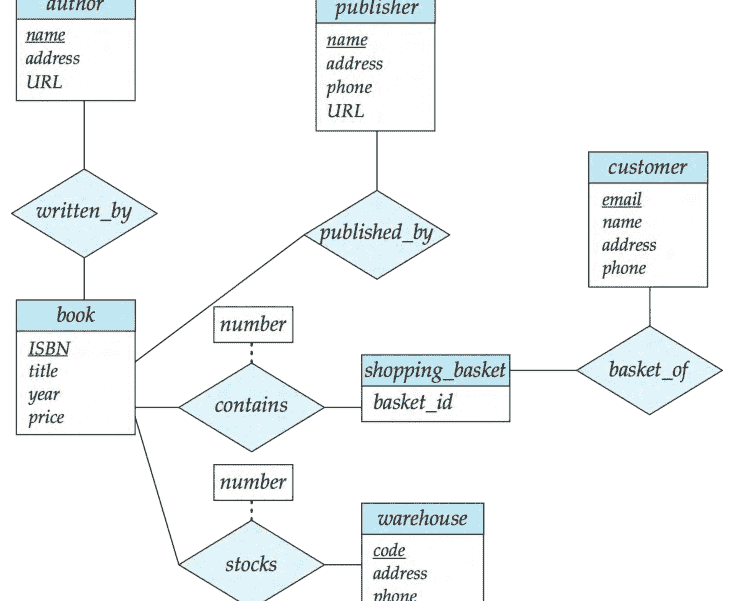 author
name
address
URL
publisher
name
address
phone
URL
written_by
published_by
customer
email
name
address
phone
book
ISBN
title
year
price
number
contains
shopping_basket
basket_id
basket_of
number
stocks
warehouse
code
address
phone